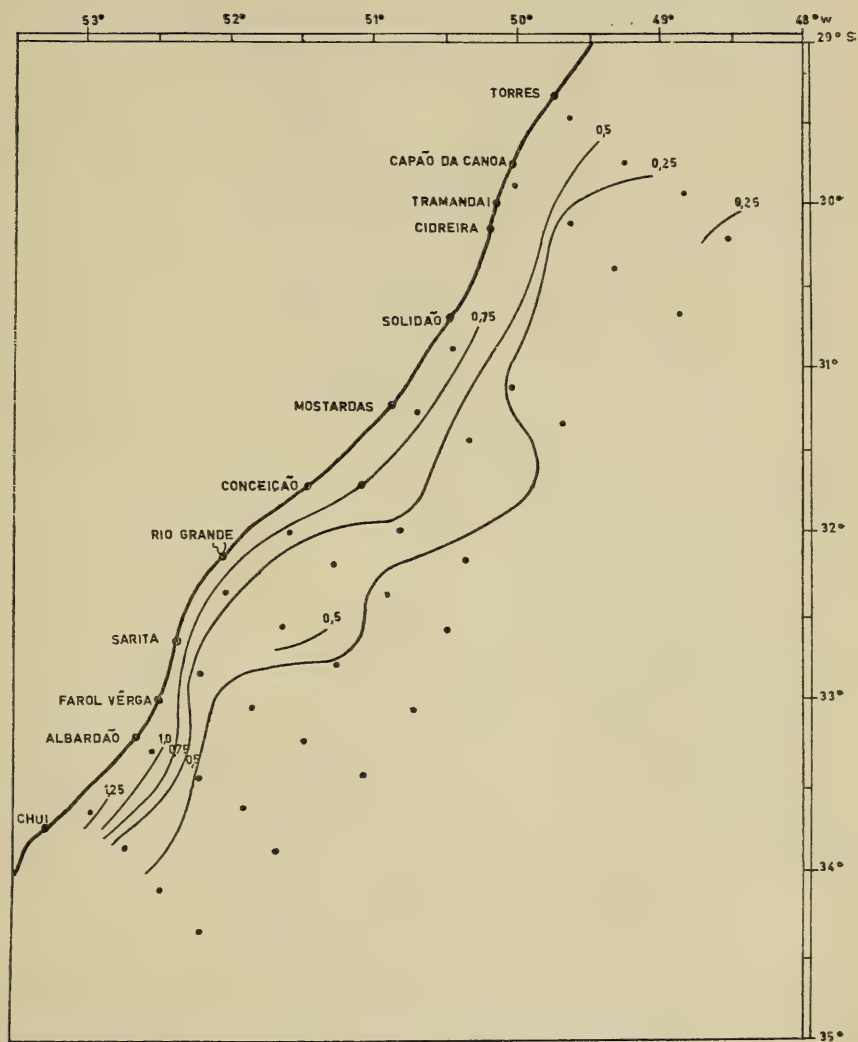 53° 52° 51° 50° 49° 48° W
29° S
TORRES
0,5
CAPÃO DA CANOA
0,25
30°
TRAMANDAI
0,25
CIDREIRA
SOLIDÃO
0,75
31°
MOSTARDAS
CONCEIÇÃO
RIO GRANDE
32°
0,5
SARITA
FAROL VÊRGA
33°
ALBARDÃO
1,0
0,75
0,5
1,25
CHUI
34°
35°